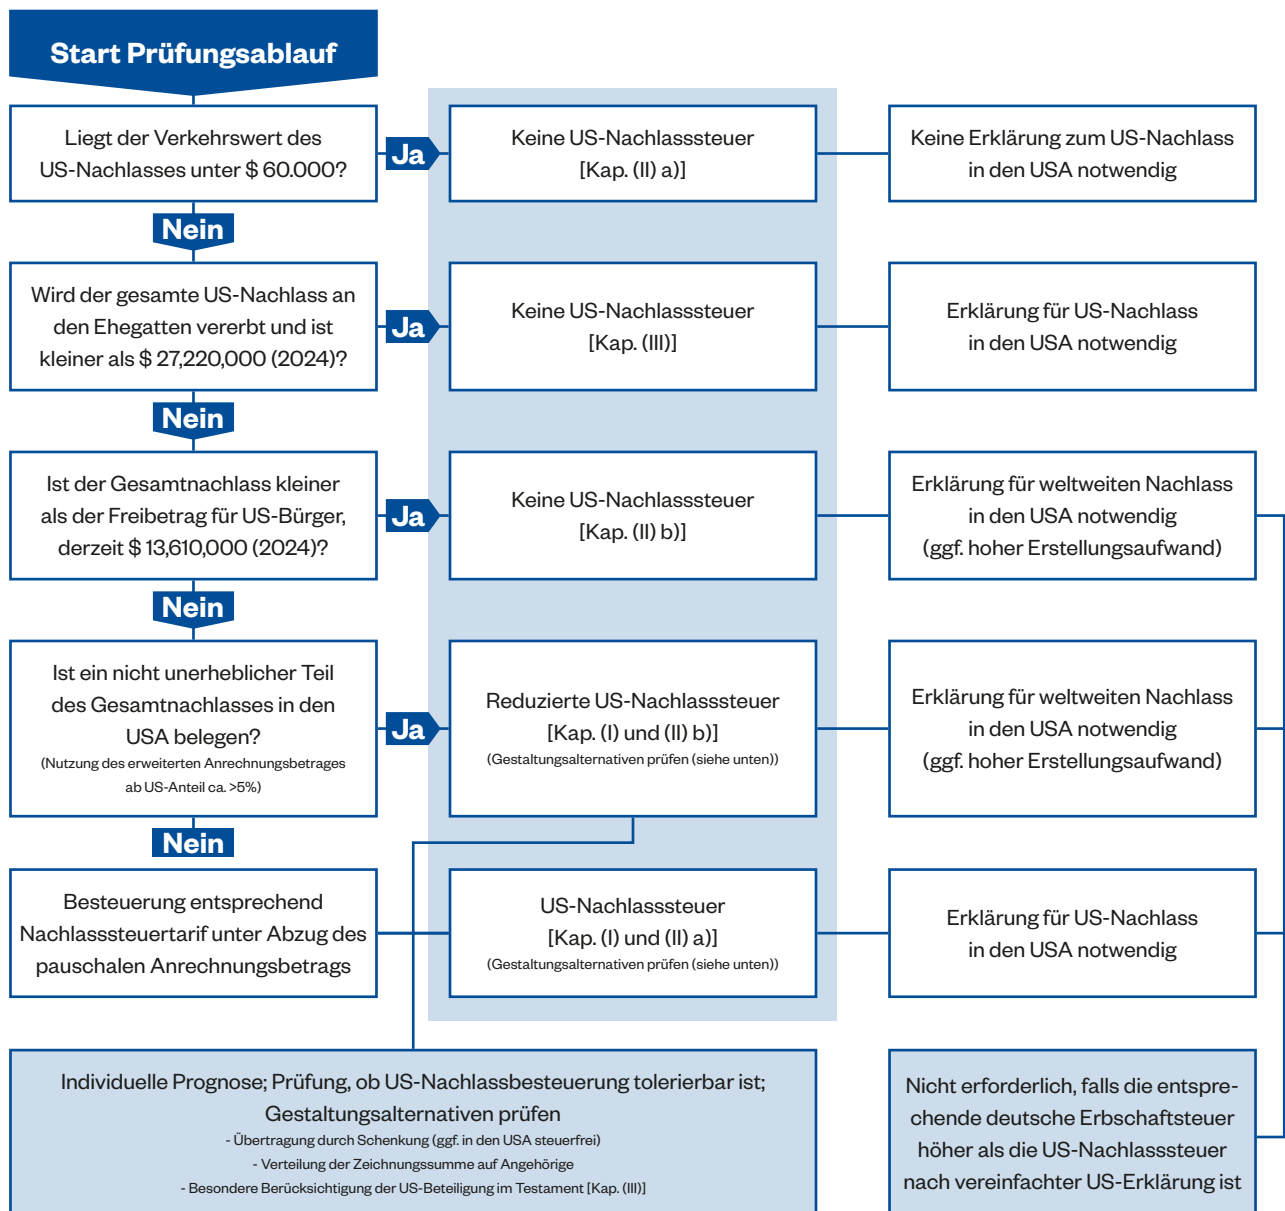 Start Prüfungsablauf
Liegt der Verkehrswert des
US-Nachlasses unter $ 60.000?
Ja
Keine US-Nachlasssteuer
[Kap. (II) a)]
Keine Erklärung zum US-Nachlass
in den USA notwendig
Nein
Wird der gesamte US-Nachlass an
den Ehegatten vererbt und ist
kleiner als $ 27,220,000 (2024)?
Ja
Keine US-Nachlasssteuer
[Kap. (III)]
Erklärung für US-Nachlass
in den USA notwendig
Nein
Ist der Gesamtnachlass kleiner
als der Freibetrag für US-Bürger,
derzeit $ 13,610,000 (2024)?
Ja
Keine US-Nachlasssteuer
[Kap. (II) b)]
Erklärung für weltweiten Nachlass
in den USA notwendig
(ggf. hoher Erstellungsaufwand)
Nein
Ist ein nicht unerheblicher Teil
des Gesamtnachlasses in den
USA belegen?
(Nutzung des erweiterten Anrechnungsbetrages
ab US-Anteil ca. >5%)
Ja
Reduzierte US-Nachlasssteuer
[Kap. (I) und (II) b)]
(Gestaltungsalternativen prüfen (siehe unten))
Erklärung für weltweiten Nachlass
in den USA notwendig
(ggf. hoher Erstellungsaufwand)
Nein
Besteuerung entsprechend
Nachlasssteuertarif unter Abzug des
pauschalen Anrechnungsbetrags
US-Nachlasssteuer
[Kap. (I) und (II) a)]
(Gestaltungsalternativen prüfen (siehe unten))
Erklärung für US-Nachlass
in den USA notwendig
Individuelle Prognose; Prüfung, ob US-Nachlassbesteuerung tolerierbar ist;
Gestaltungsalternativen prüfen
- Übertragung durch Schenkung (ggf. in den USA steuerfrei)
- Verteilung der Zeichnungssumme auf Angehörige
- Besondere Berücksichtigung der US-Beteiligung im Testament [Kap. (III)]
Nicht erforderlich, falls die entspre-
chende deutsche Erbschaftsteuer
höher als die US-Nachlasssteuer
nach vereinfachter US-Erklärung ist